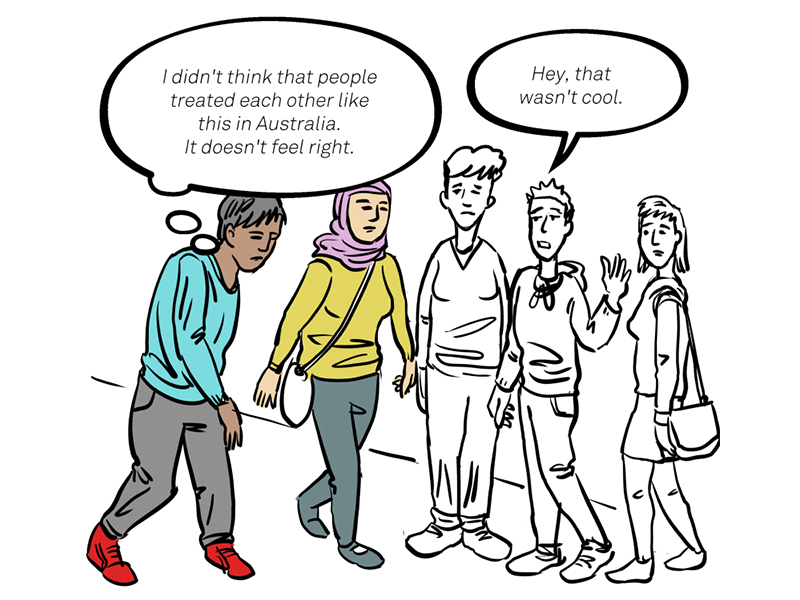 I didn't think that people
treated each other like
this in Australia.
It doesn't feel right.
Hey, that
wasn't cool.